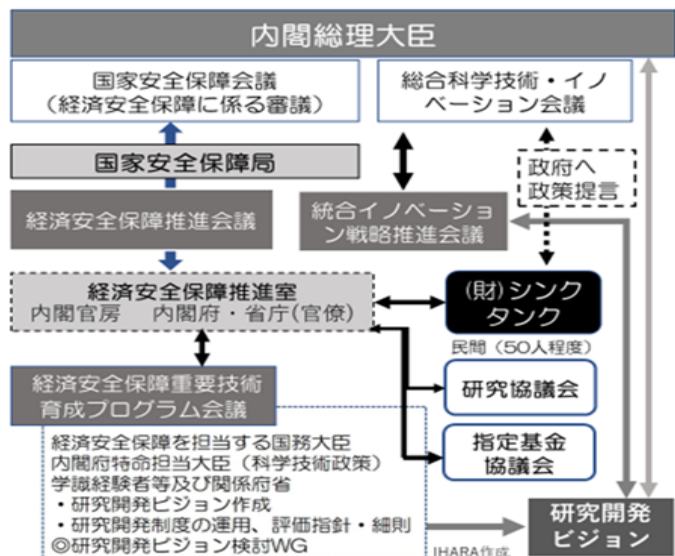 内閣総理大臣
国家安全保障会議
（経済安全保障に係る審議）
総合科学技術・イノ
ベーション会議
国家安全保障局
政府へ
政策提言
経済安全保障推進会議
統合イノベーショ
ン戦略推進会議
経済安全保障推進室
内閣官房　内閣府・省庁(官僚)
(財)シンク
タンク
民間（50人程度）
経済安全保障重要技術
育成プログラム会議
研究協議会
指定基金
協議会
経済安全保障を担当する国務大臣
内閣府特命担当大臣（科学技術政策）
学識経験者等及び関係府省
・研究開発ビジョン作成
・研究開発制度の運用、評価指針・細則
◎研究開発ビジョン検討WG
研究開発
ビジョン
IHARA作成